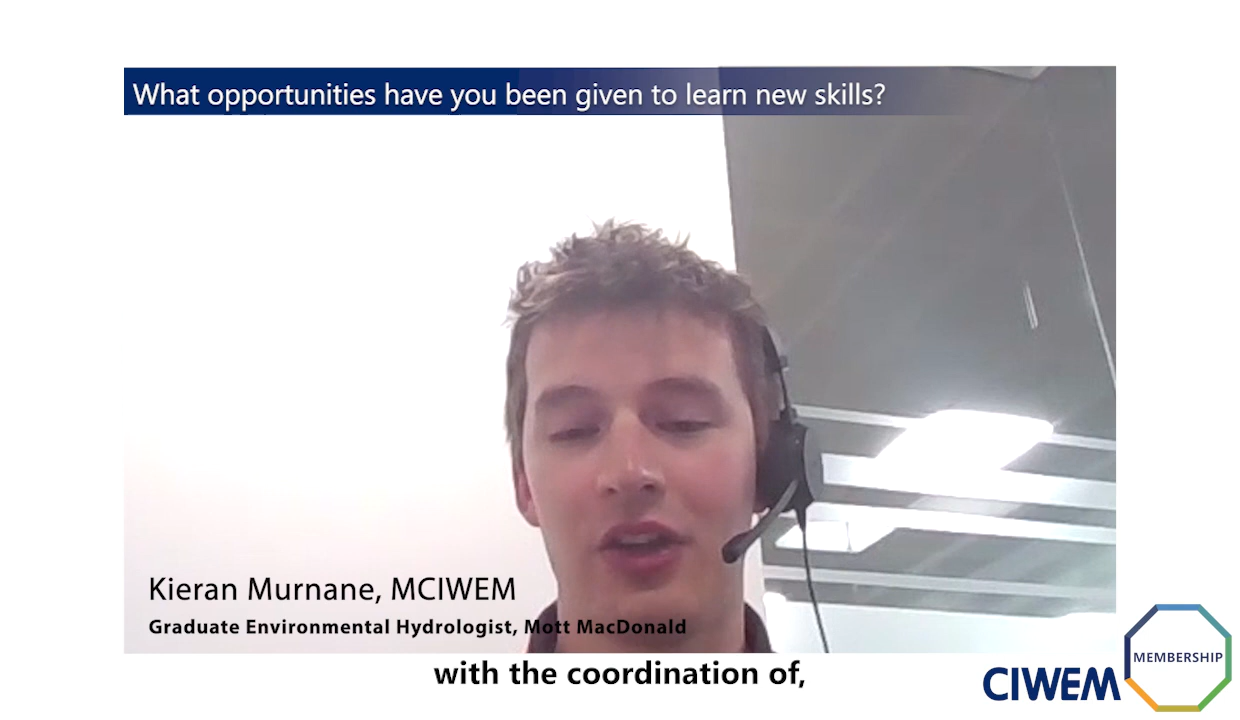 What opportunities have you been given to learn new skills?
Kieran Murnane, MCIWEM
Graduate Environmental Hydrologist, Mott MacDonald
with the coordination of,
CIWEM
MEMBERSHIP